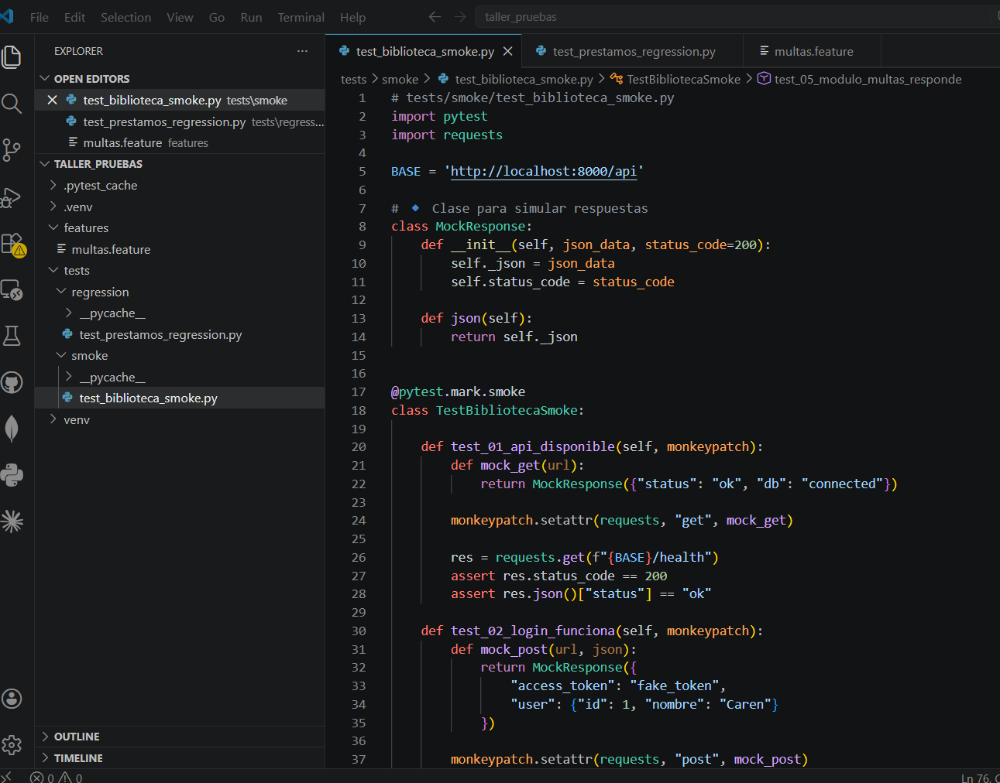 File Edit Selection View Go Run Terminal Help
taller_pruebas
EXPLORER
OPEN EDITORS
test_biblioteca_smoke.py tests\smoke
test_prestamos_regression.py tests\regress...
multas.feature features
TALLER_PRUEBAS
.pytest_cache
.venv
features
multas.feature
tests
regression
__pycache__
test_prestamos_regression.py
smoke
__pycache__
test_biblioteca_smoke.py
venv
OUTLINE
TIMELINE
test_biblioteca_smoke.py
test_prestamos_regression.py
multas.feature
tests > smoke > test_biblioteca_smoke.py > TestBibliotecaSmoke > test_05_modulo_multas_responde
1 # tests/smoke/test_biblioteca_smoke.py
2 import pytest
3 import requests
4
5 BASE = 'http://localhost:8000/api'
6
7 # 🔹 Clase para simular respuestas
8 class MockResponse:
9     def __init__(self, json_data, status_code=200):
10         self._json = json_data
11         self.status_code = status_code
12
13     def json(self):
14         return self._json
15
16
17 @pytest.mark.smoke
18 class TestBibliotecaSmoke:
19
20     def test_01_api_disponible(self, monkeypatch):
21         def mock_get(url):
22             return MockResponse({"status": "ok", "db": "connected"})
23
24         monkeypatch.setattr(requests, "get", mock_get)
25
26         res = requests.get(f"{BASE}/health")
27         assert res.status_code == 200
28         assert res.json()["status"] == "ok"
29
30     def test_02_login_funciona(self, monkeypatch):
31         def mock_post(url, json):
32             return MockResponse({
33                 "access_token": "fake_token",
34                 "user": {"id": 1, "nombre": "Caren"}
35             })
36
37         monkeypatch.setattr(requests, "post", mock_post)
0 0
Ln 76,